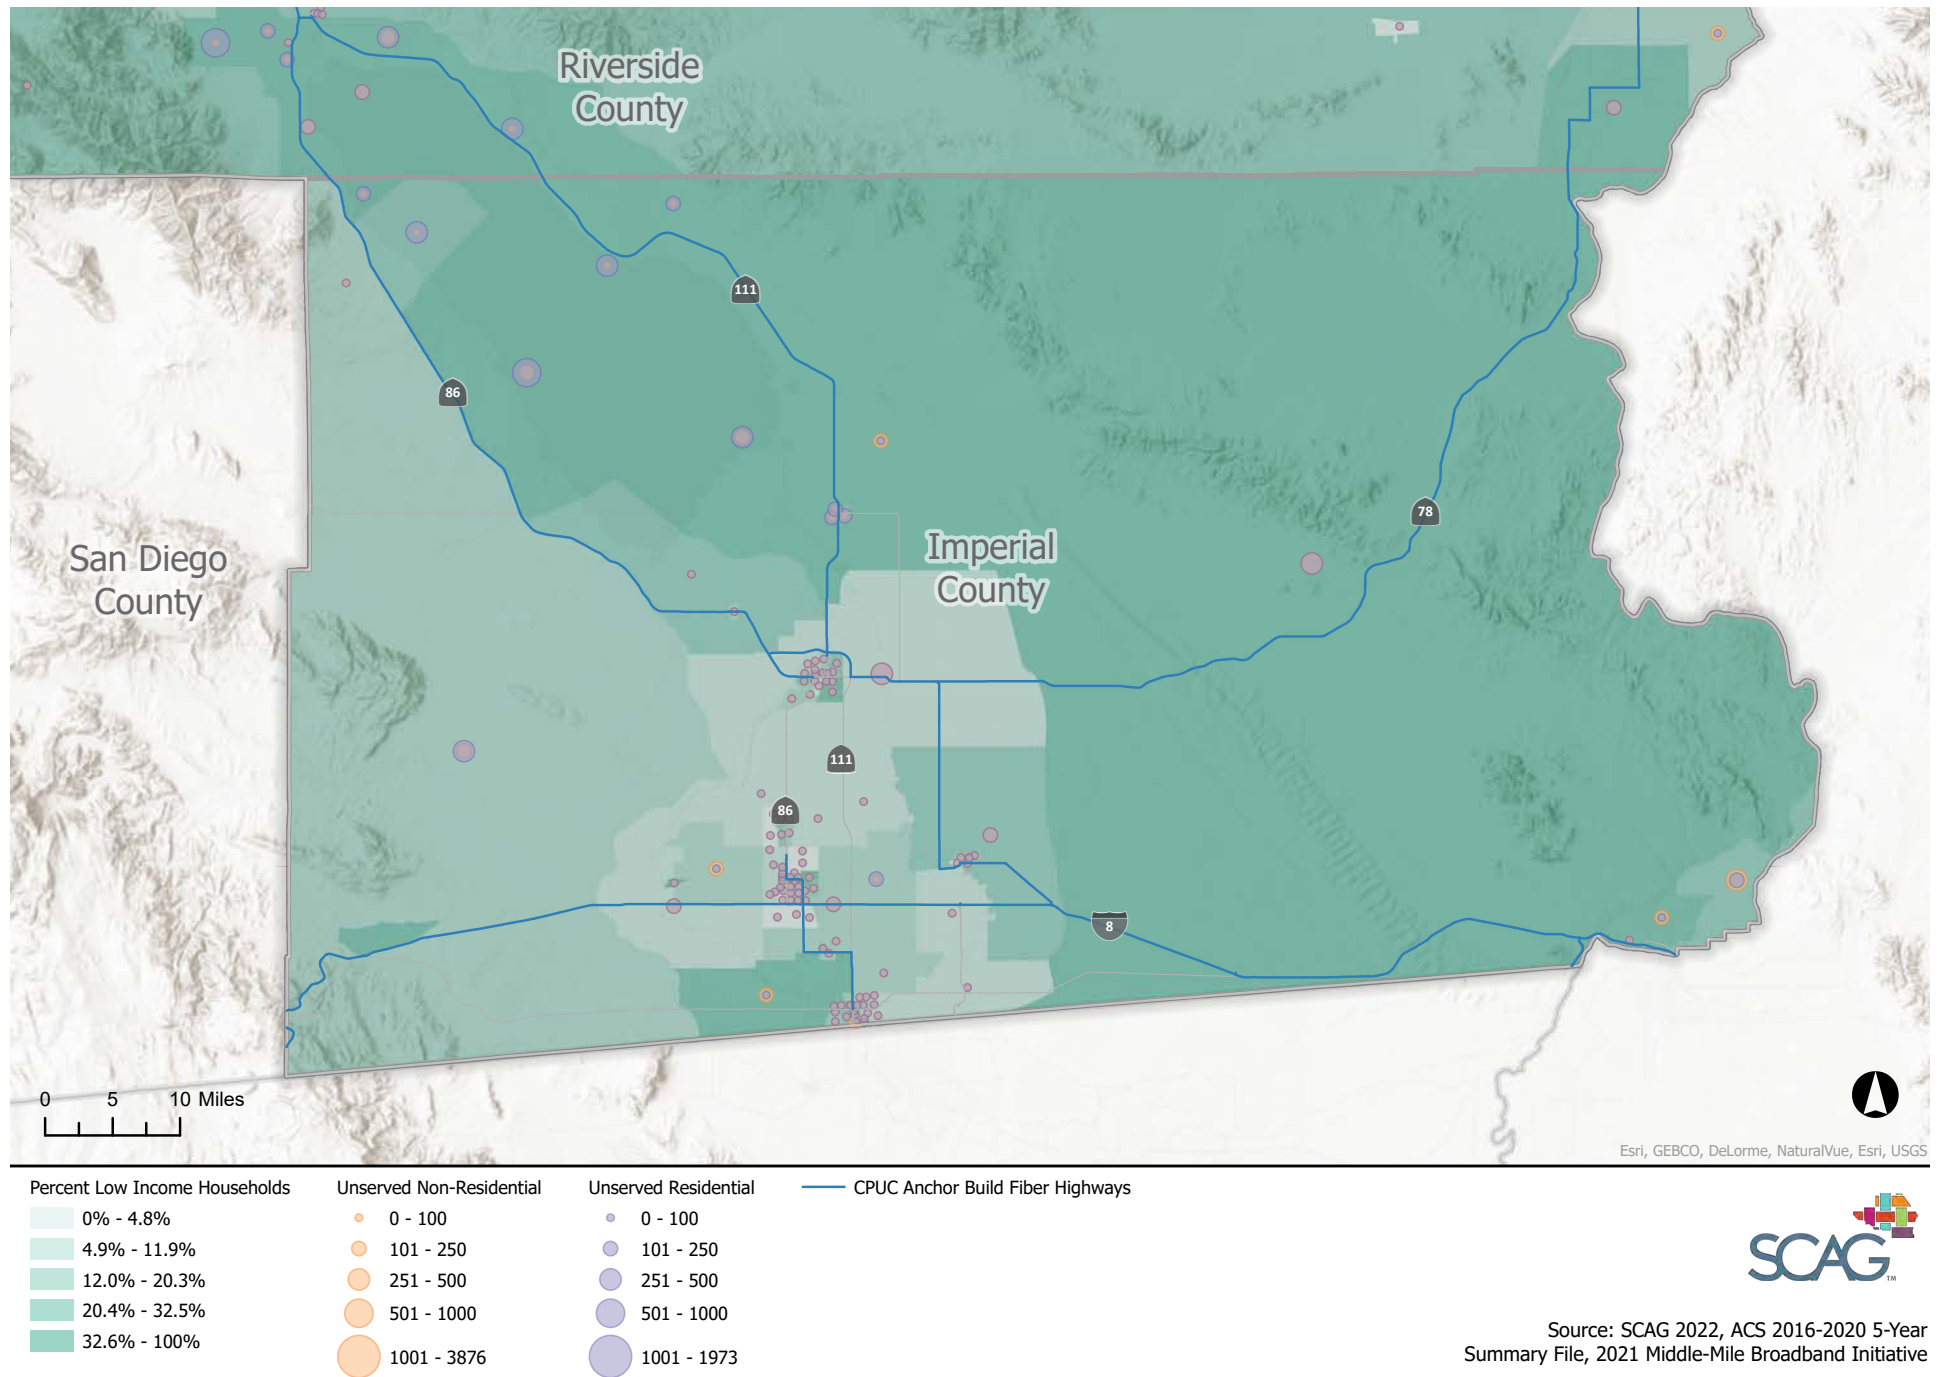 Riverside
County
111
86
San Diego
County
Imperial
County
78
111
86
8
0 5 10 Miles
Esri, GEBCO, DeLorme, NaturalVue, Esri, USGS
Percent Low Income Households
0% - 4.8%
4.9% - 11.9%
12.0% - 20.3%
20.4% - 32.5%
32.6% - 100%
Unserved Non-Residential
0 - 100
101 - 250
251 - 500
501 - 1000
1001 - 3876
Unserved Residential
0 - 100
101 - 250
251 - 500
501 - 1000
1001 - 1973
CPUC Anchor Build Fiber Highways
SCAG™
Source: SCAG 2022, ACS 2016-2020 5-Year
Summary File, 2021 Middle-Mile Broadband Initiative